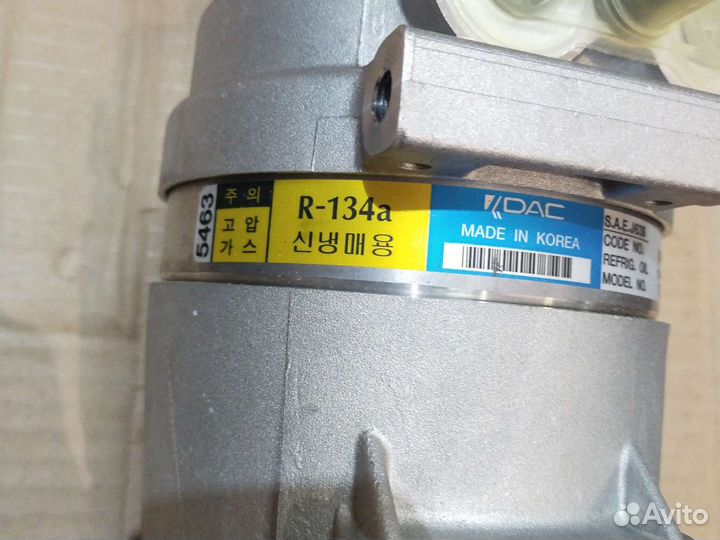 5463
주 의
고 압
가 스
R-134a
신냉매용
KDAC
MADE IN KOREA
S.A.E.J639
CODE NO.
REFRIG. OIL
MODEL NO.
Avito